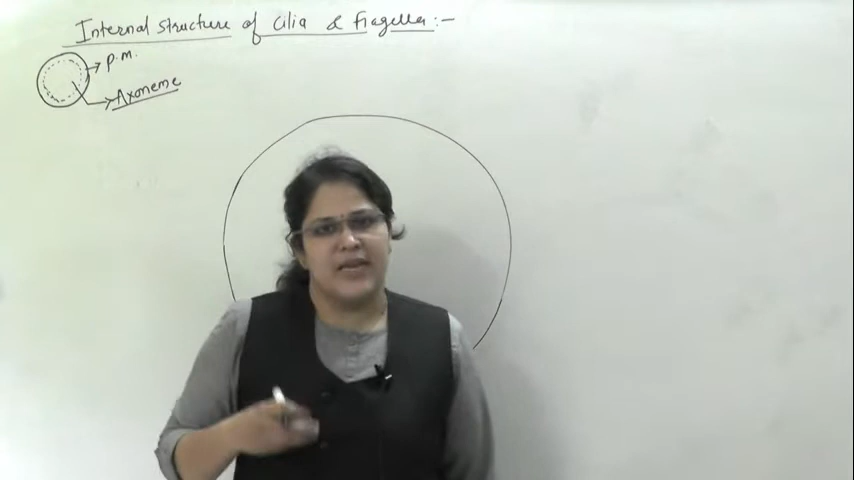 Internal structure of Cilia & Flagella :-
P.m.
Axoneme